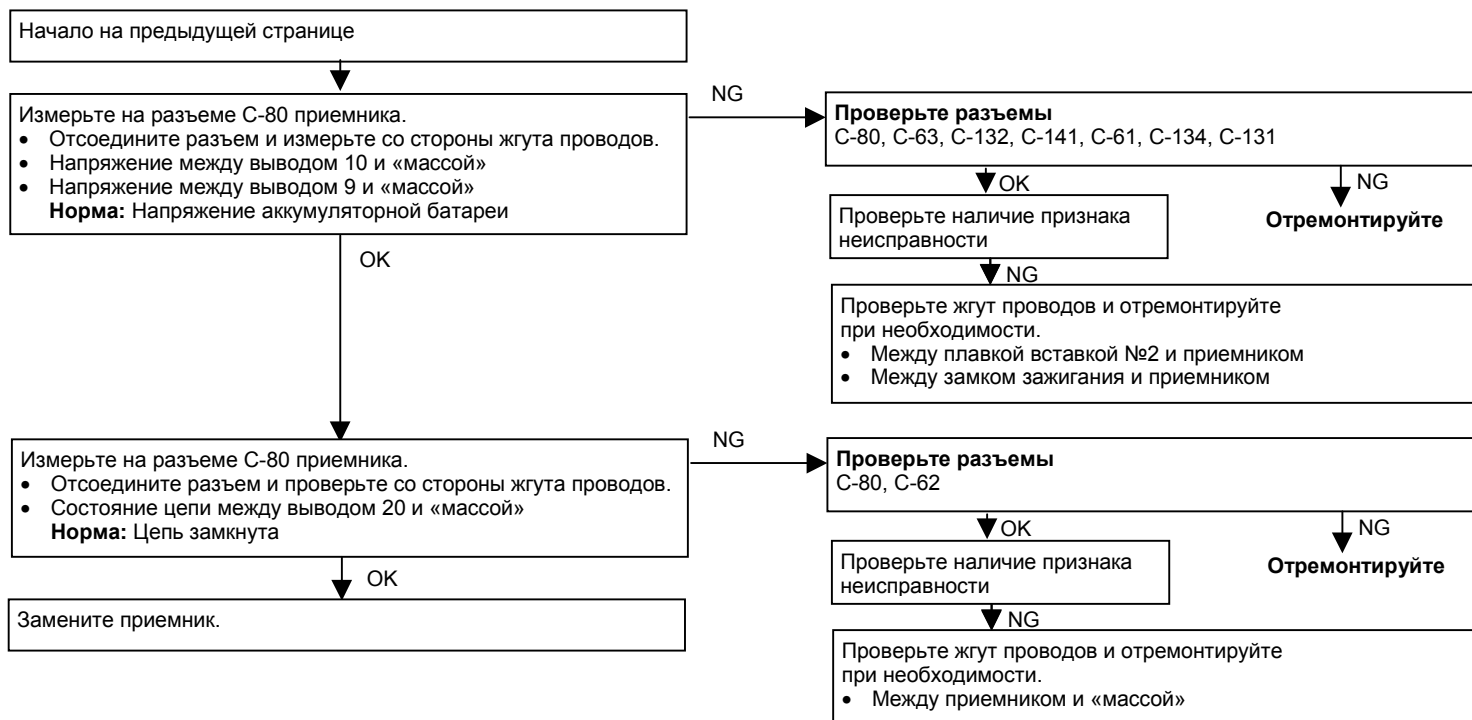 Начало на предыдущей странице
Измерьте на разъеме С-80 приемника.
• Отсоедините разъем и измерьте со стороны жгута проводов.
• Напряжение между выводом 10 и «массой»
• Напряжение между выводом 9 и «массой»
Норма: Напряжение аккумуляторной батареи
NG
Проверьте разъемы
С-80, С-63, С-132, С-141, С-61, С-134, С-131
OK
NG
Проверьте наличие признака
неисправности
Отремонтируйте
NG
Проверьте жгут проводов и отремонтируйте
при необходимости.
• Между плавкой вставкой №2 и приемником
• Между замком зажигания и приемником
OK
Измерьте на разъеме С-80 приемника.
• Отсоедините разъем и проверьте со стороны жгута проводов.
• Состояние цепи между выводом 20 и «массой»
Норма: Цепь замкнута
NG
Проверьте разъемы
С-80, С-62
OK
NG
Проверьте наличие признака
неисправности
Отремонтируйте
NG
Проверьте жгут проводов и отремонтируйте
при необходимости.
• Между приемником и «массой»
OK
Замените приемник.